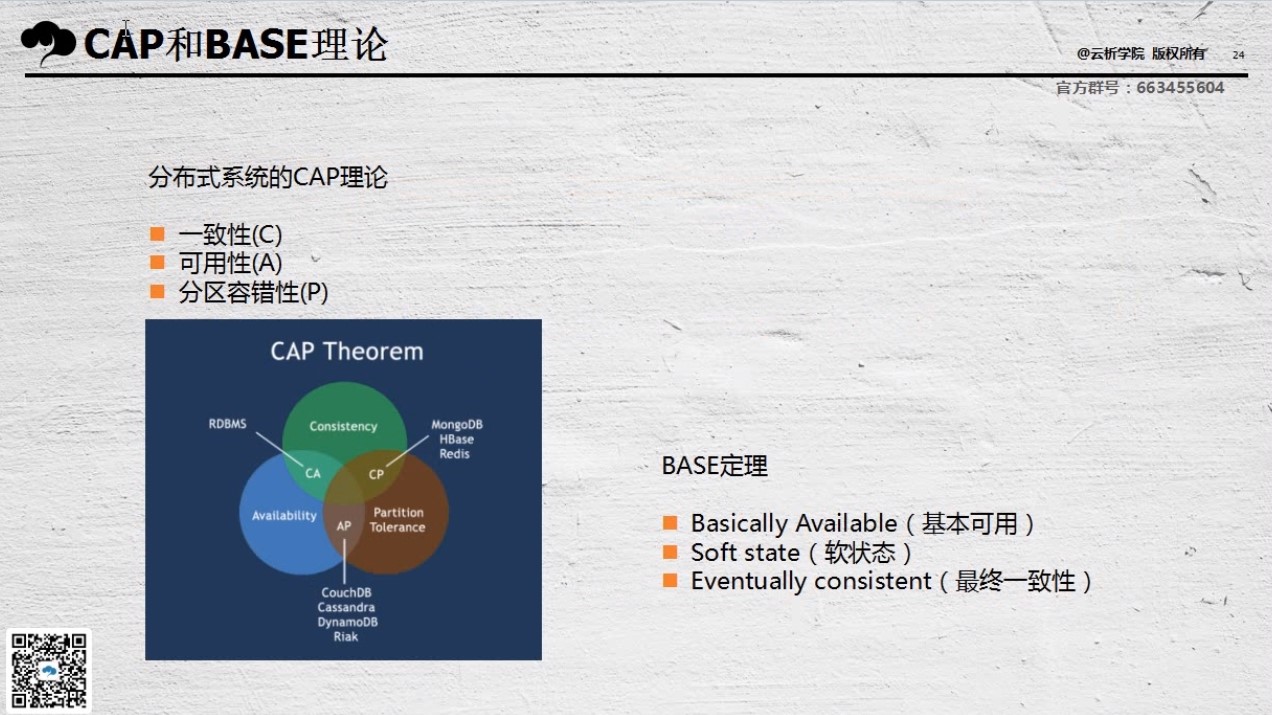 CAP和BASE理论
@云析学院 版权所有 24
官方群号：663455604
分布式系统的CAP理论
一致性(C)
可用性(A)
分区容错性(P)
CAP Theorem
RDBMS
Consistency
MongoDB
HBase
Redis
CA
CP
Availability
AP
Partition
Tolerance
CouchDB
Cassandra
DynamoDB
Riak
BASE定理
Basically Available（基本可用）
Soft state（软状态）
Eventually consistent（最终一致性）